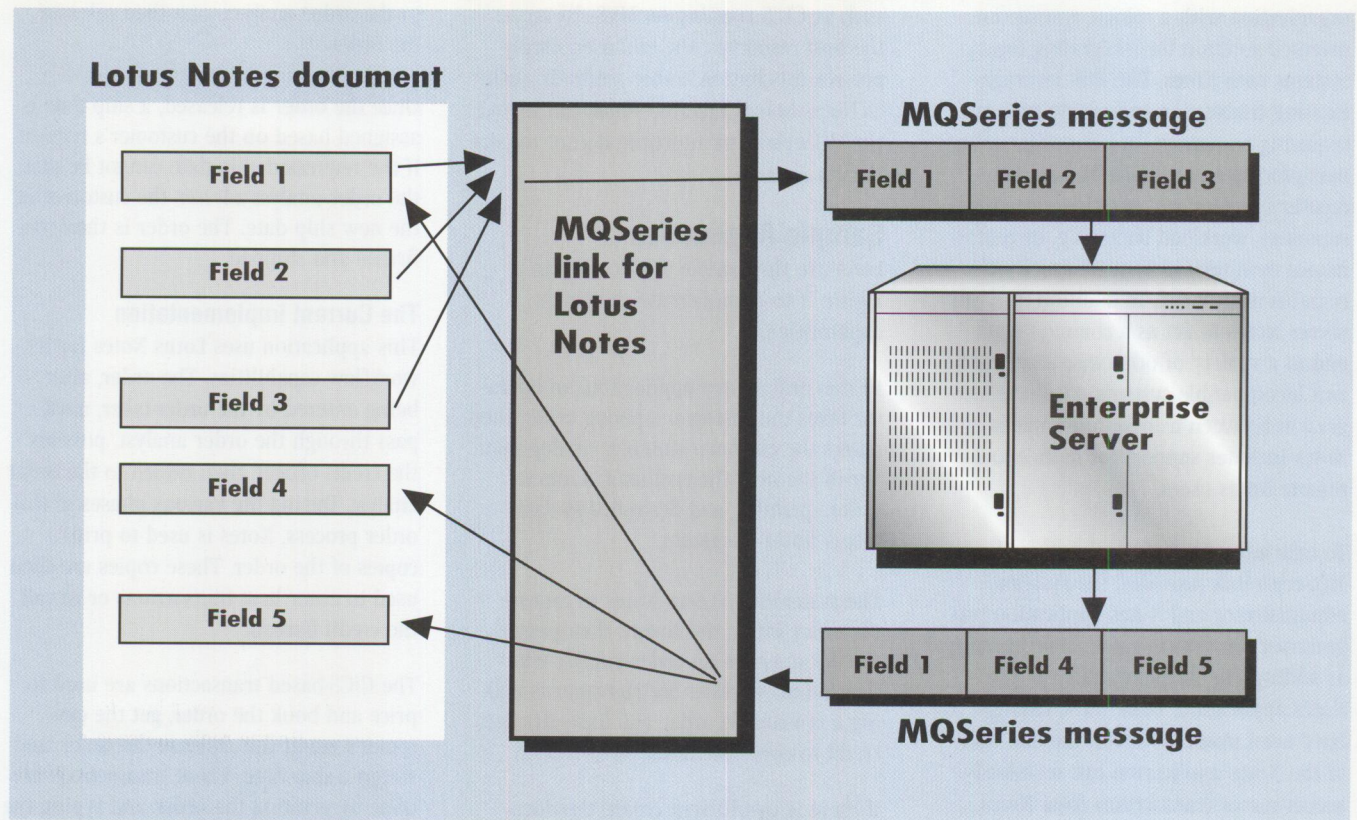 Lotus Notes document
Field 1
Field 2
Field 3
Field 4
Field 5
MQSeries
link for
Lotus
Notes
MQSeries message
Field 1 Field 2 Field 3
Enterprise
Server
Field 1 Field 4 Field 5
MQSeries message